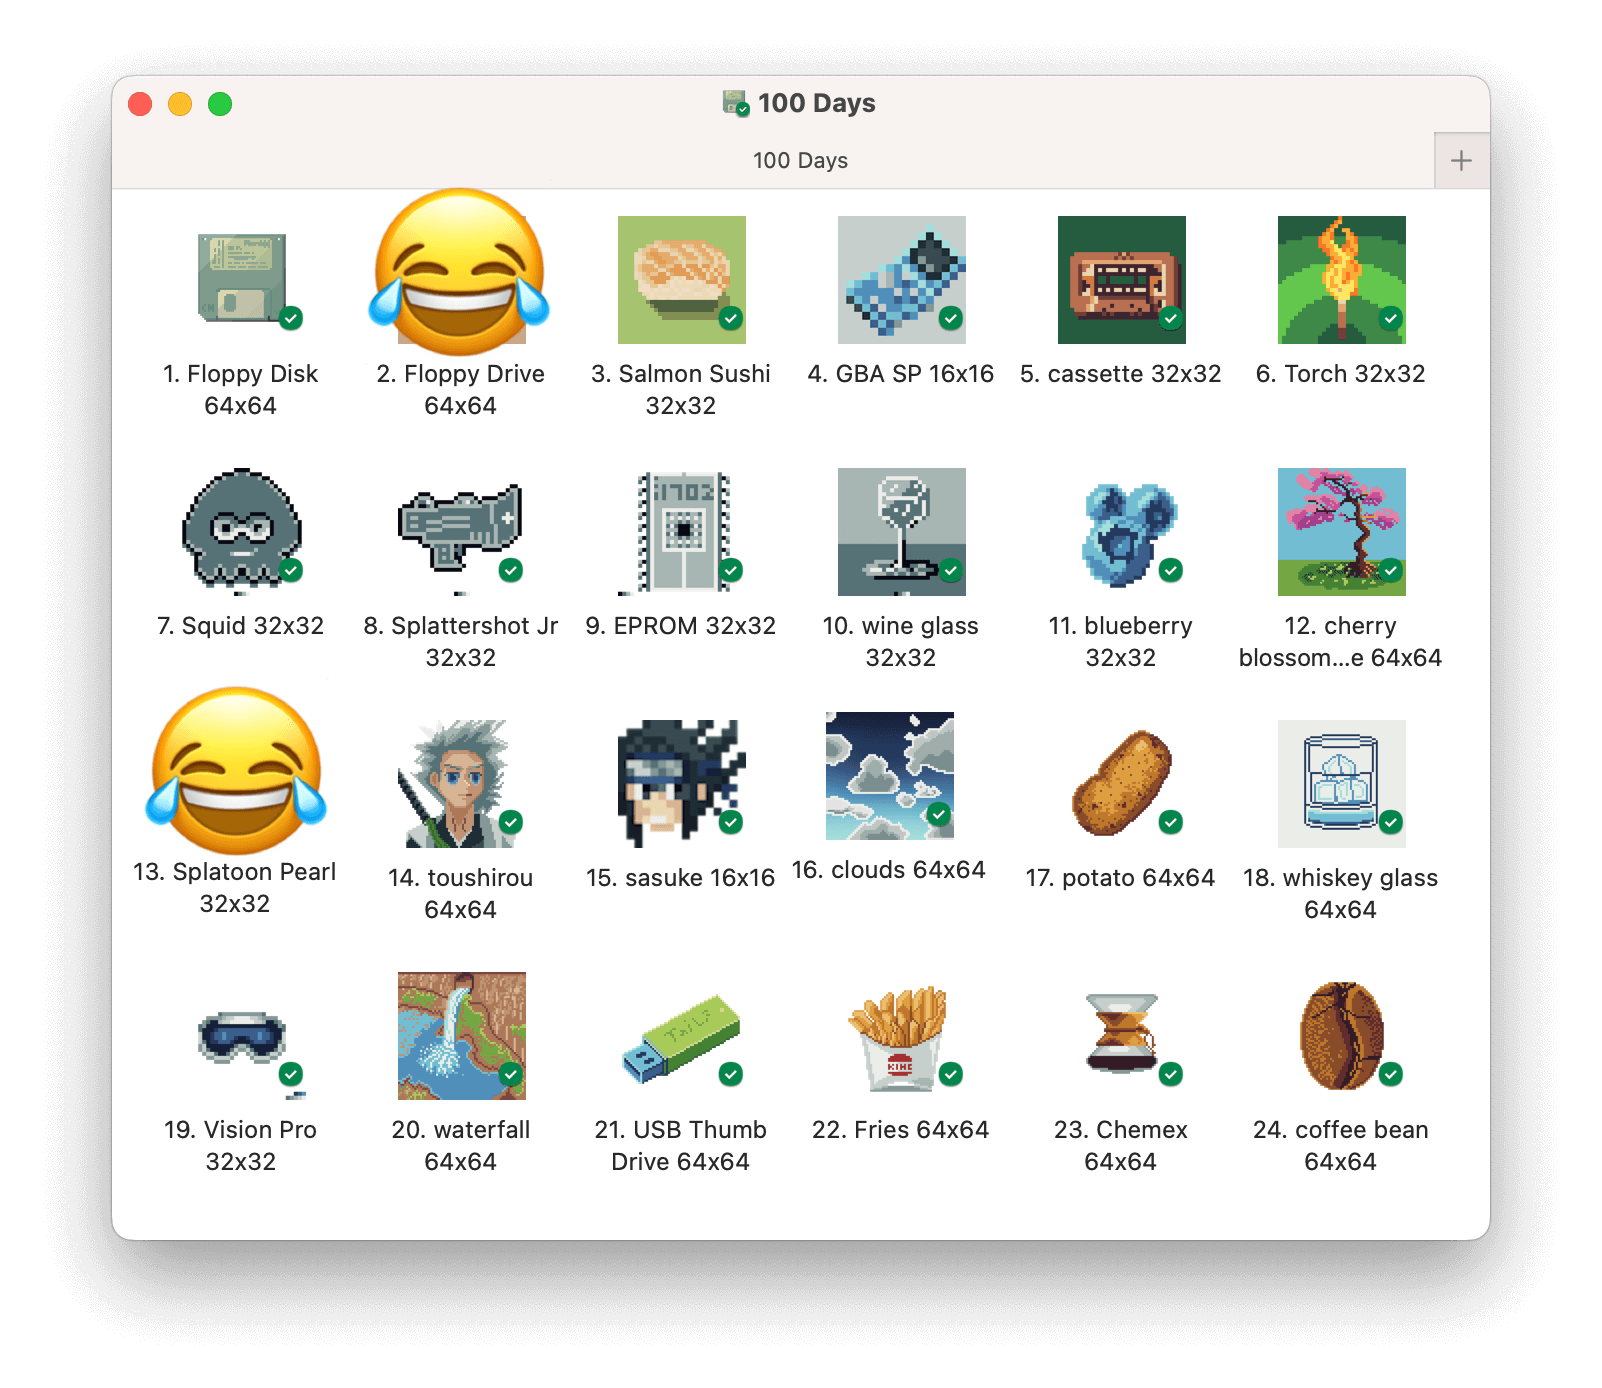 100 Days
100 Days
1. Floppy Disk
64x64
2. Floppy Drive
64x64
3. Salmon Sushi
32x32
4. GBA SP 16x16
5. cassette 32x32
6. Torch 32x32
i1702
7. Squid 32x32
8. Splattershot Jr
32x32
9. EPROM 32x32
10. wine glass
32x32
11. blueberry
32x32
12. cherry
blossom...e 64x64
13. Splatoon Pearl
32x32
14. toushirou
64x64
15. sasuke 16x16
16. clouds 64x64
17. potato 64x64
18. whiskey glass
64x64
KING
19. Vision Pro
32x32
20. waterfall
64x64
21. USB Thumb
Drive 64x64
22. Fries 64x64
23. Chemex
64x64
24. coffee bean
64x64